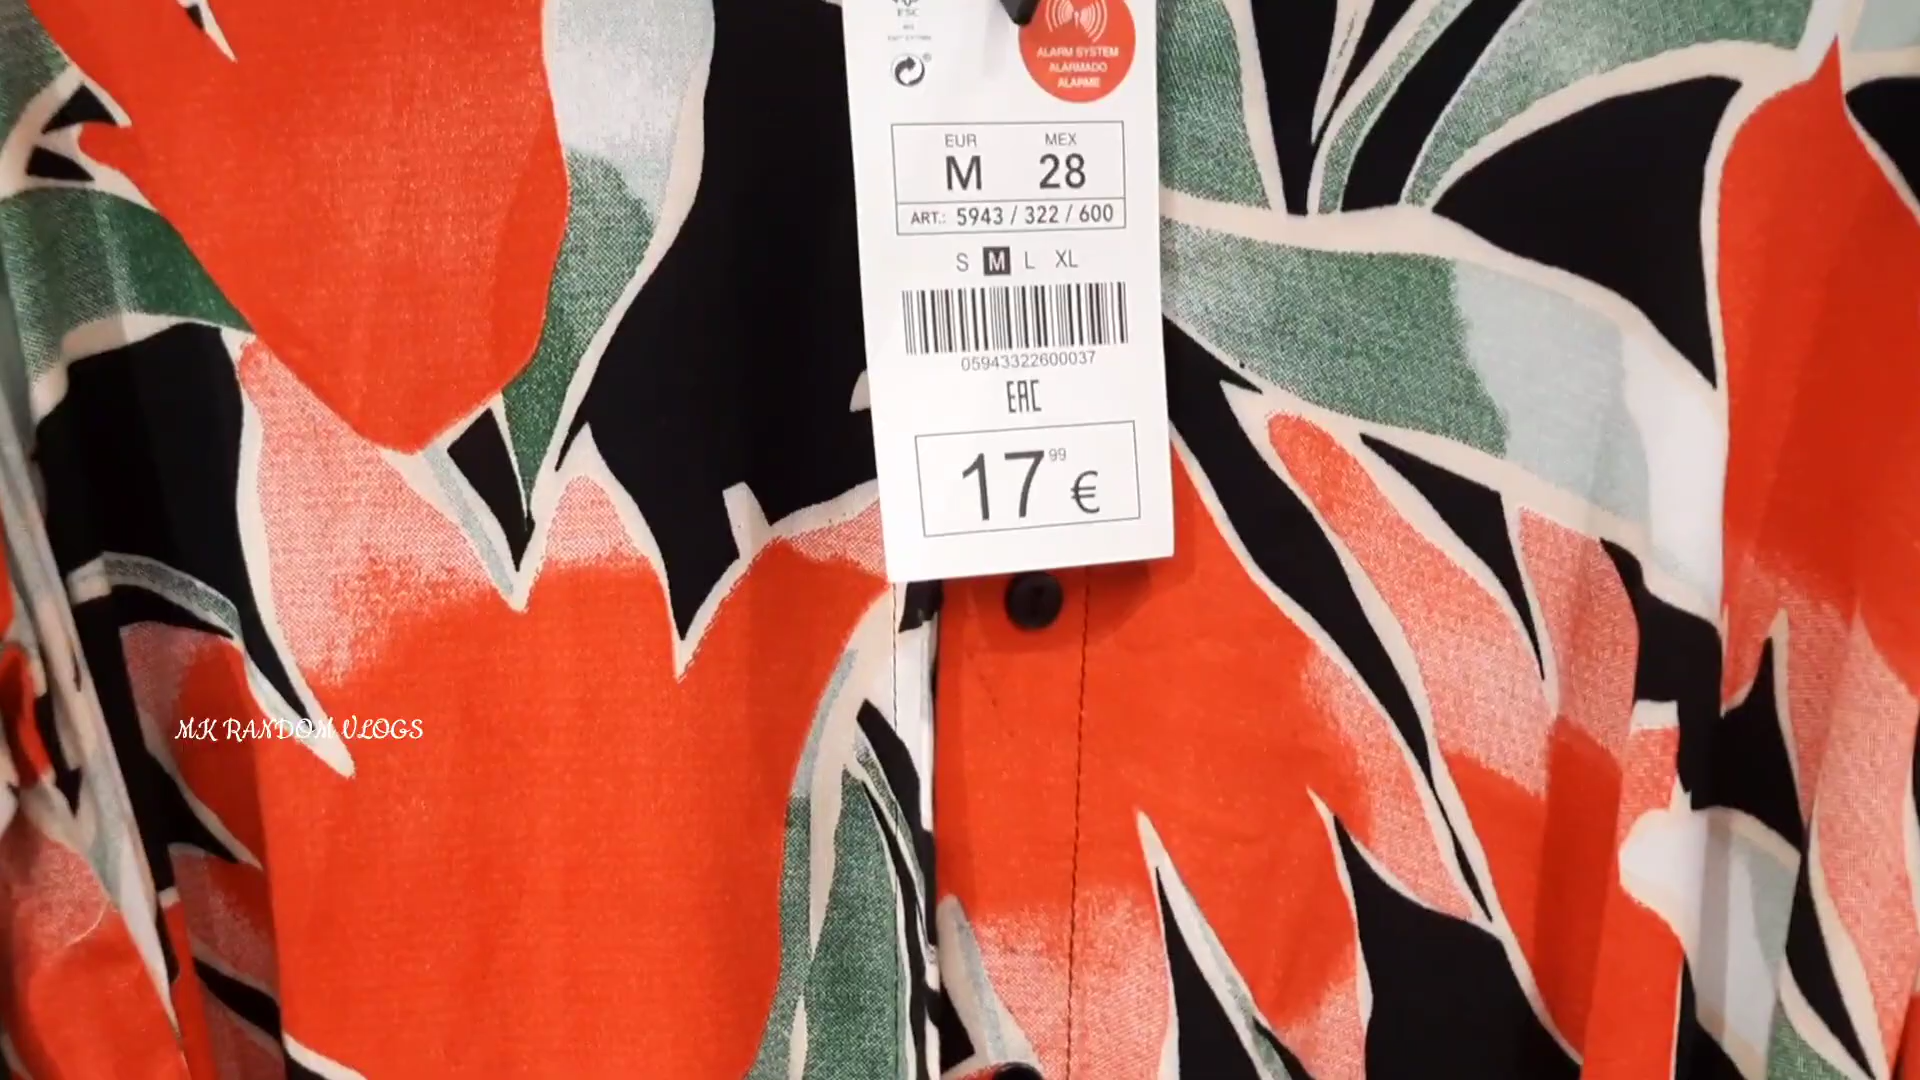 ESC
ALARM SYSTEM
ALARMADO
ALARME
EUR MEX
M 28
ART.: 5943 / 322 / 600
S M L XL
05943322600037
EAC
17 99 €
MK RANDOM VLOGS